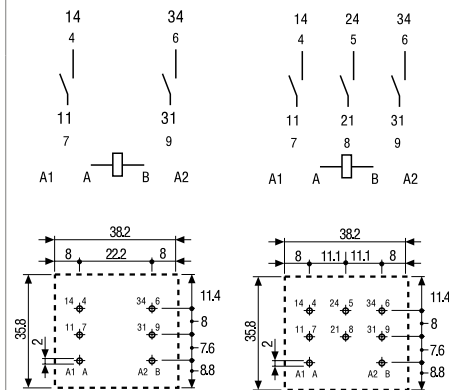 14 34
4 6
11 31
7 9
A1 A B A2
14 24 34
4 5 6
11 21 31
7 8 9
A1 A B A2
38.2
8 22.2 8
35.8
2
14 4 34 6
11 7 31 9
A1 A A2 B
11.4
8
7.6
8.8
38.2
8 11.1 11.1 8
35.8
2
14 4 24 5 34 6
11 7 21 8 31 9
A1 A A2 B
11.4
8
7.6
8.8